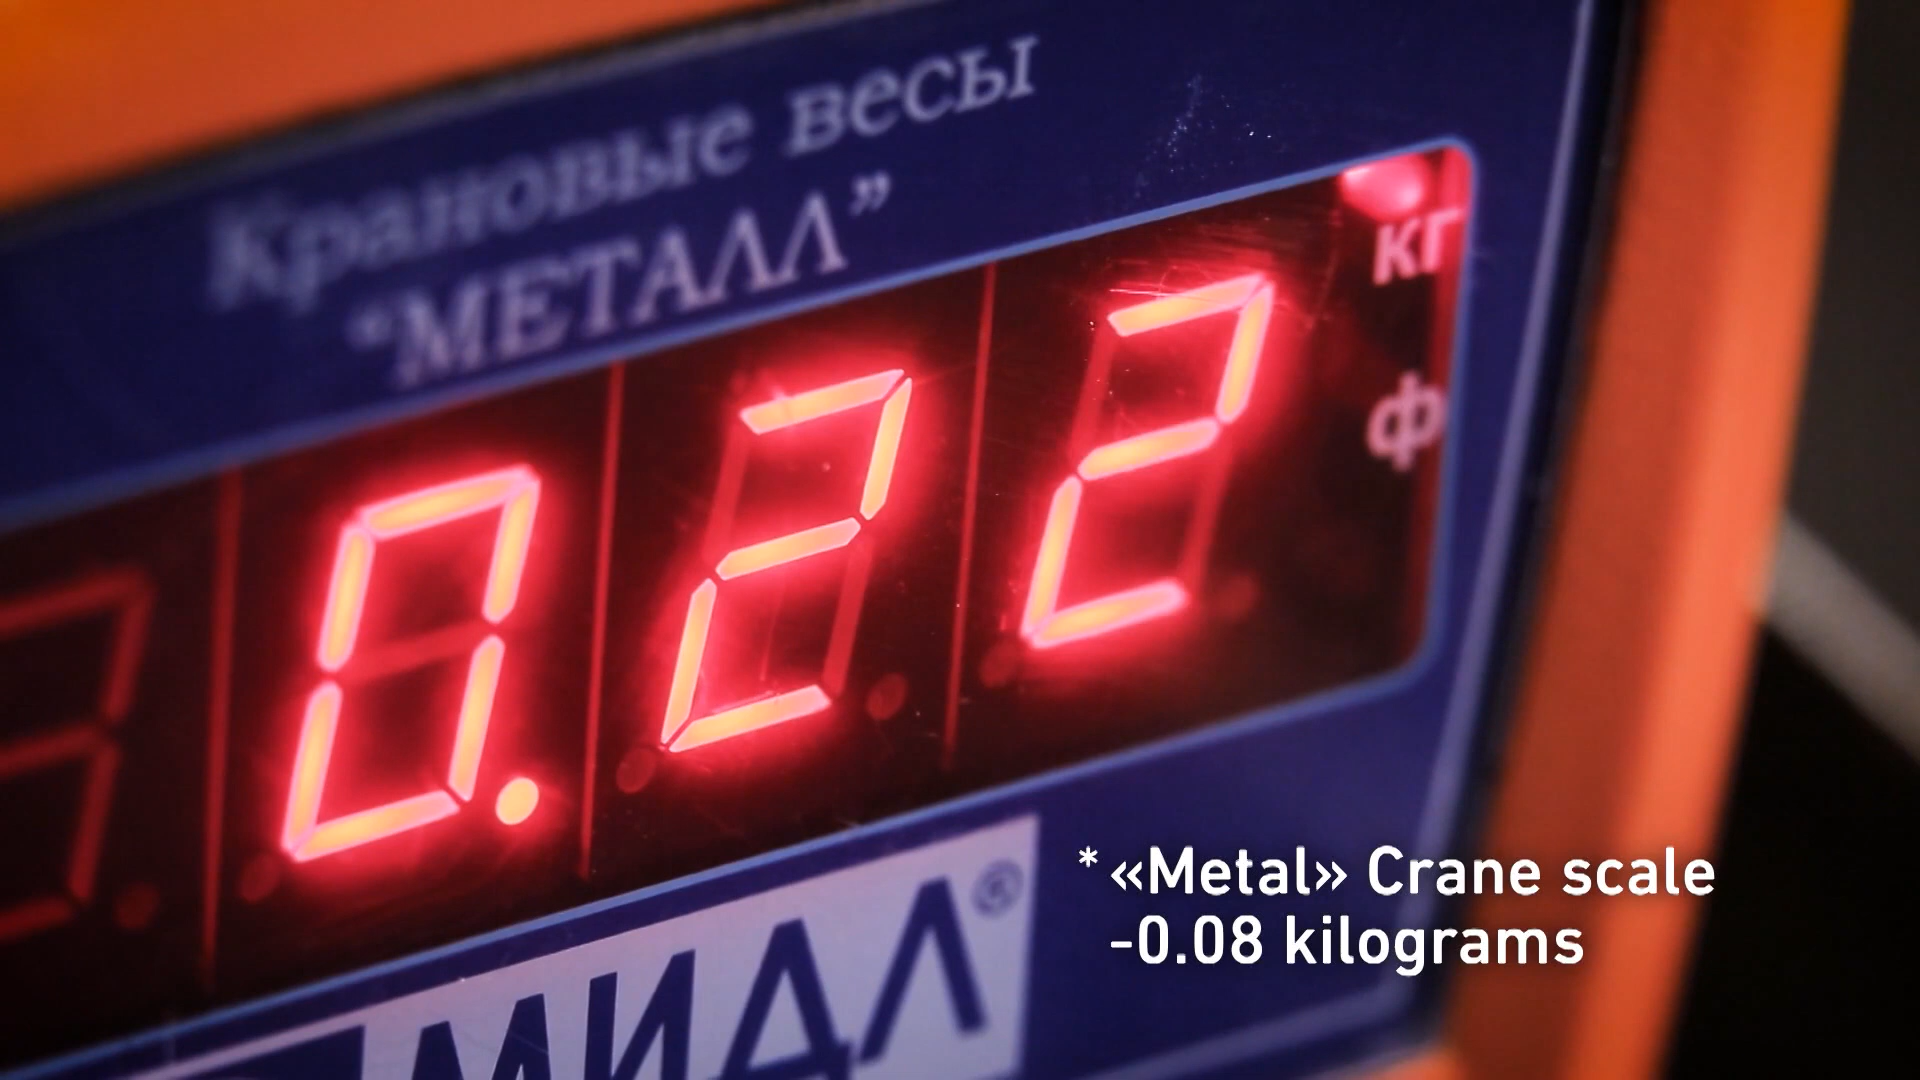 Крановые весы
“МЕТАЛЛ”
кг
0.22
ф
МИДЛ®
* «Metal» Crane scale
-0.08 kilograms